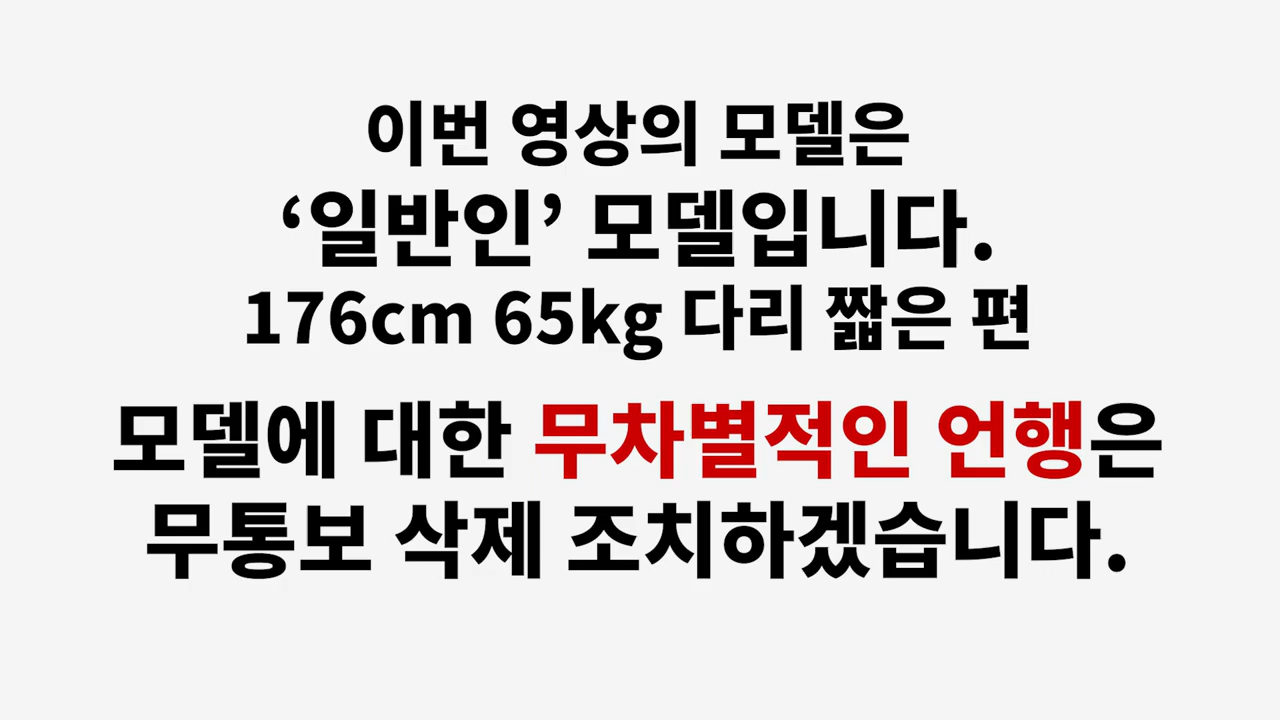 이번 영상의 모델은
‘일반인’ 모델입니다.
176cm 65kg 다리 짧은 편
모델에 대한 무차별적인 언행은
무통보 삭제 조치하겠습니다.